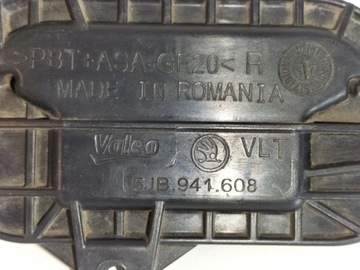 >PBT+ASA-GF20< R
MADE IN ROMANIA
Valeo VLT
5JB.941.608